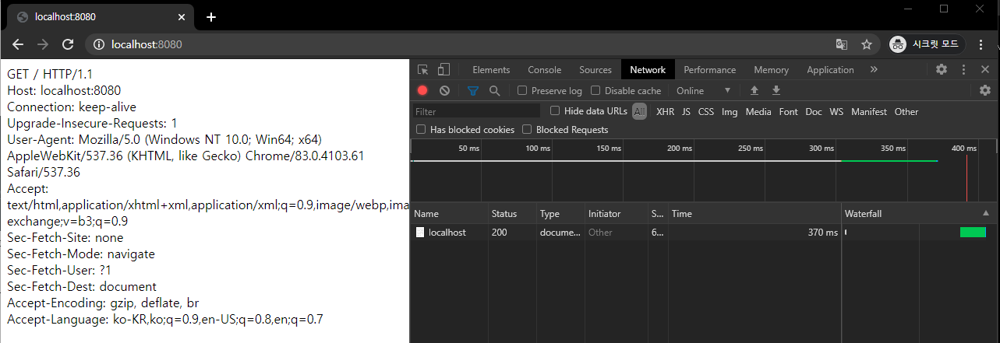 localhost:8080
localhost:8080
시크릿 모드
GET / HTTP/1.1
Host: localhost:8080
Connection: keep-alive
Upgrade-Insecure-Requests: 1
User-Agent: Mozilla/5.0 (Windows NT 10.0; Win64; x64)
AppleWebKit/537.36 (KHTML, like Gecko) Chrome/83.0.4103.61
Safari/537.36
Accept:
text/html,application/xhtml+xml,application/xml;q=0.9,image/webp,ima
exchange;v=b3;q=0.9
Sec-Fetch-Site: none
Sec-Fetch-Mode: navigate
Sec-Fetch-User: ?1
Sec-Fetch-Dest: document
Accept-Encoding: gzip, deflate, br
Accept-Language: ko-KR,ko;q=0.9,en-US;q=0.8,en;q=0.7
Elements Console Sources Network Performance Memory Application »
Preserve log Disable cache Online
Filter Hide data URLs All XHR JS CSS Img Media Font Doc WS Manifest Other
Has blocked cookies Blocked Requests
50 ms 100 ms 150 ms 200 ms 250 ms 300 ms 350 ms 400 ms
Name Status Type Initiator S... Time Waterfall
localhost 200 docume... Other 6... 370 ms